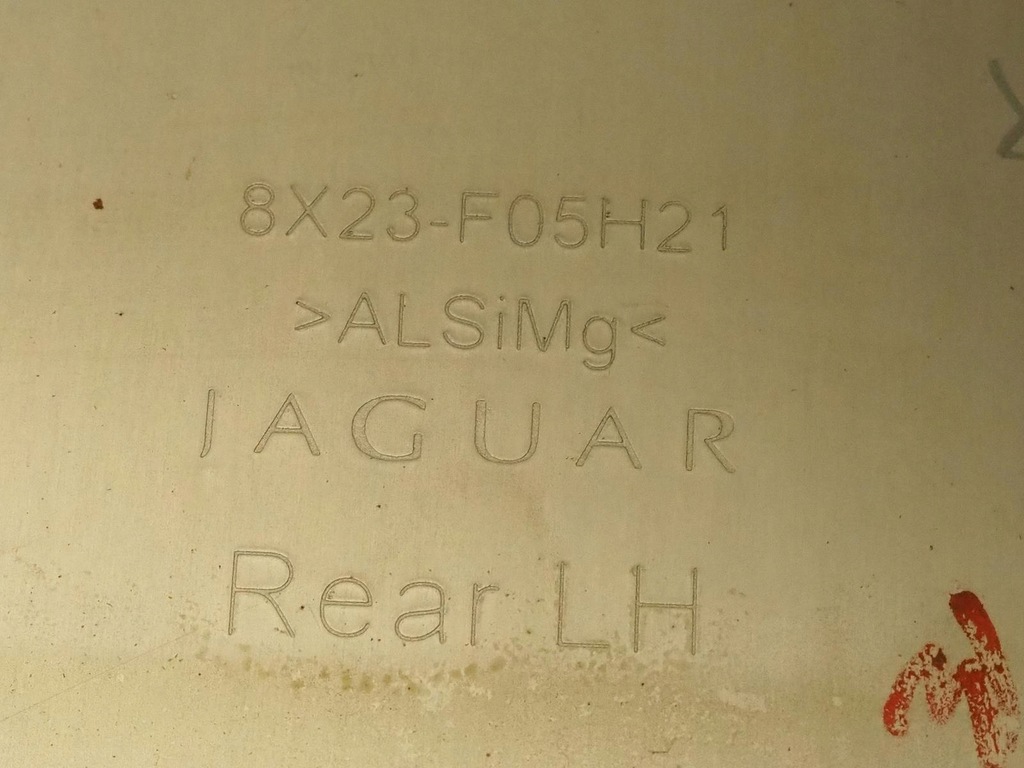 8X23-F05H21
>ALSiMg<
JAGUAR
Rear LH